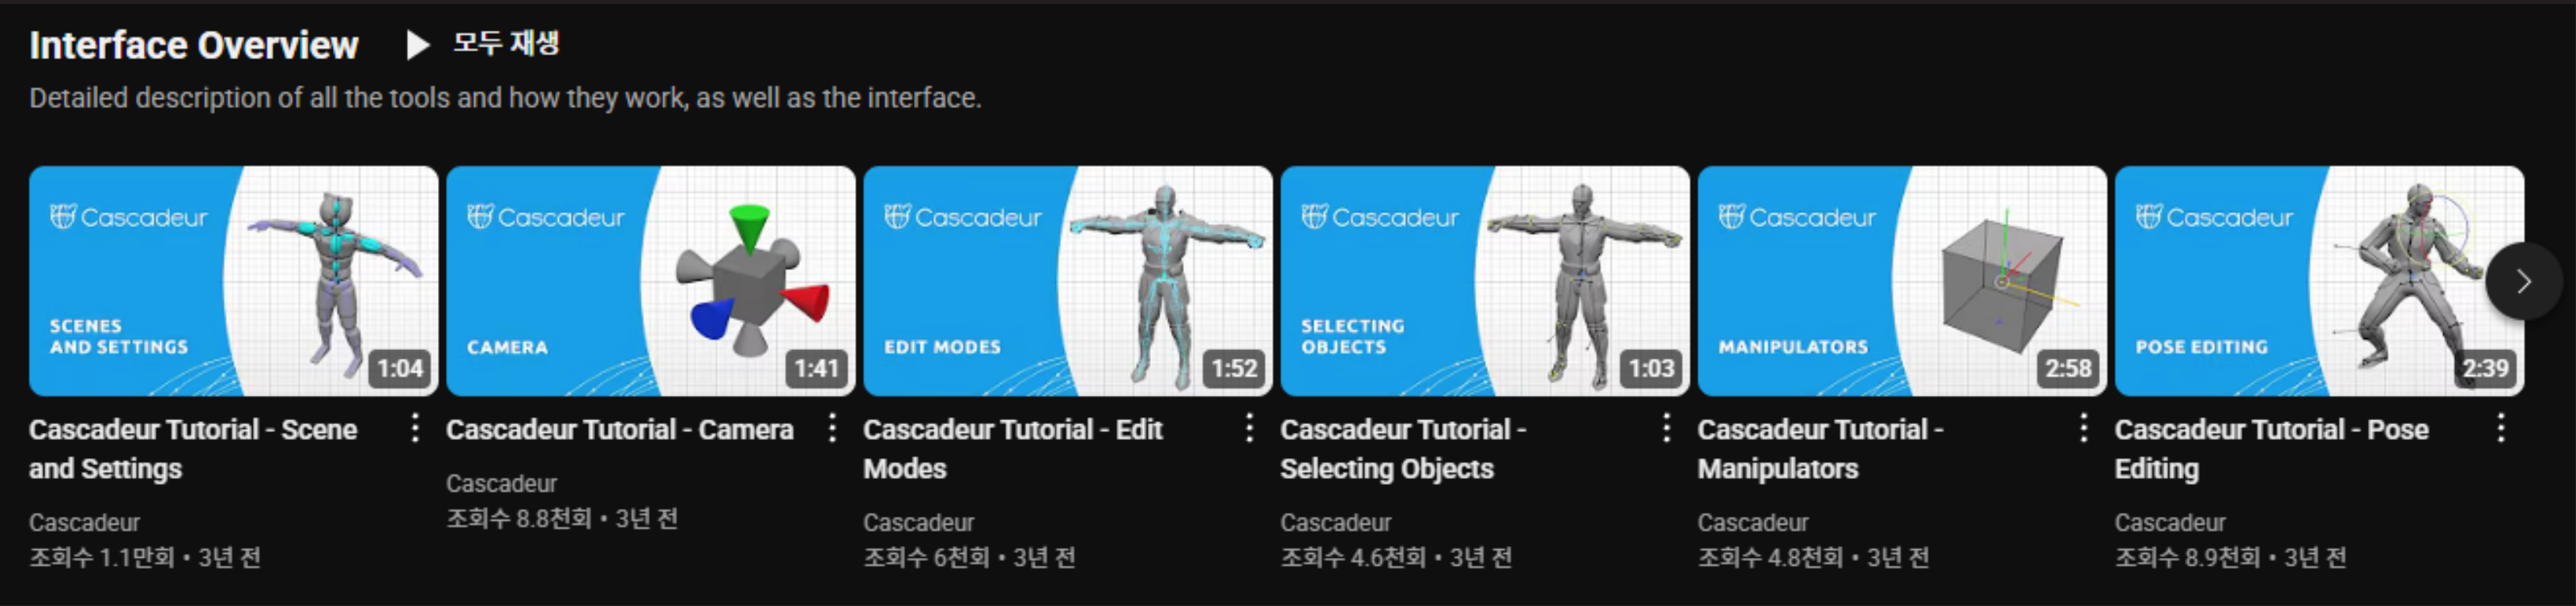 Interface Overview ▶ 모두 재생
Detailed description of all the tools and how they work, as well as the interface.
Cascadeur
SCENES
AND SETTINGS
1:04
Cascadeur
CAMERA
1:41
Cascadeur
EDIT MODES
1:52
Cascadeur
SELECTING
OBJECTS
1:03
Cascadeur
MANIPULATORS
2:58
Cascadeur
POSE EDITING
2:39
Cascadeur Tutorial - Scene
and Settings
Cascadeur
조회수 1.1만회 • 3년 전
Cascadeur Tutorial - Camera
Cascadeur
조회수 8.8천회 • 3년 전
Cascadeur Tutorial - Edit
Modes
Cascadeur
조회수 6천회 • 3년 전
Cascadeur Tutorial -
Selecting Objects
Cascadeur
조회수 4.6천회 • 3년 전
Cascadeur Tutorial -
Manipulators
Cascadeur
조회수 4.8천회 • 3년 전
Cascadeur Tutorial - Pose
Editing
Cascadeur
조회수 8.9천회 • 3년 전